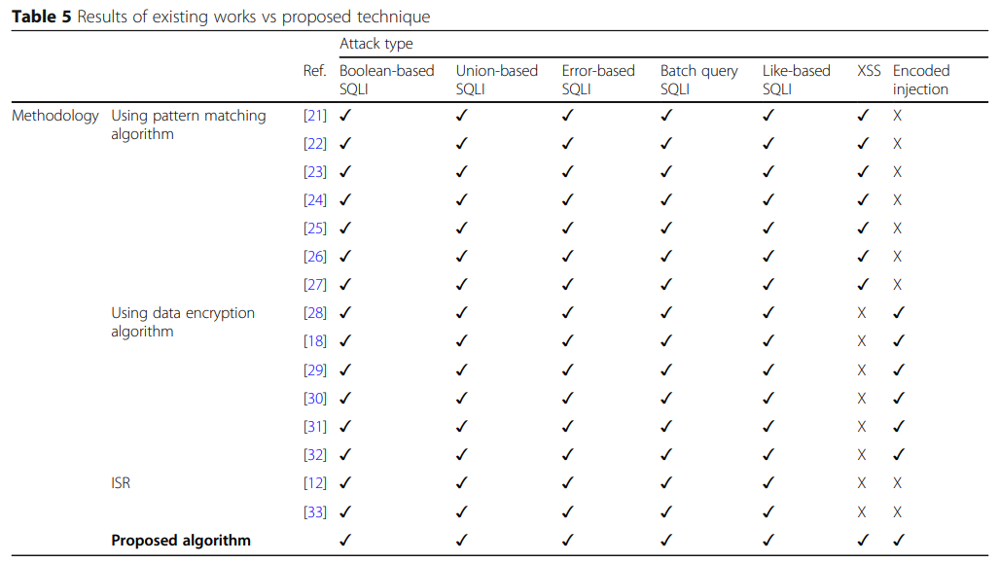 Table 5 Results of existing works vs proposed technique
Attack type
Ref. Boolean-based SQLI Union-based SQLI Error-based SQLI Batch query SQLI Like-based SQLI XSS Encoded injection
Methodology Using pattern matching algorithm [21] ✓ ✓ ✓ ✓ ✓ ✓ X
[22] ✓ ✓ ✓ ✓ ✓ ✓ X
[23] ✓ ✓ ✓ ✓ ✓ ✓ X
[24] ✓ ✓ ✓ ✓ ✓ ✓ X
[25] ✓ ✓ ✓ ✓ ✓ ✓ X
[26] ✓ ✓ ✓ ✓ ✓ ✓ X
[27] ✓ ✓ ✓ ✓ ✓ ✓ X
Using data encryption algorithm [28] ✓ ✓ ✓ ✓ ✓ X ✓
[18] ✓ ✓ ✓ ✓ ✓ X ✓
[29] ✓ ✓ ✓ ✓ ✓ X ✓
[30] ✓ ✓ ✓ ✓ ✓ X ✓
[31] ✓ ✓ ✓ ✓ ✓ X ✓
[32] ✓ ✓ ✓ ✓ ✓ X ✓
ISR [12] ✓ ✓ ✓ ✓ ✓ X X
[33] ✓ ✓ ✓ ✓ ✓ X X
Proposed algorithm ✓ ✓ ✓ ✓ ✓ ✓ ✓